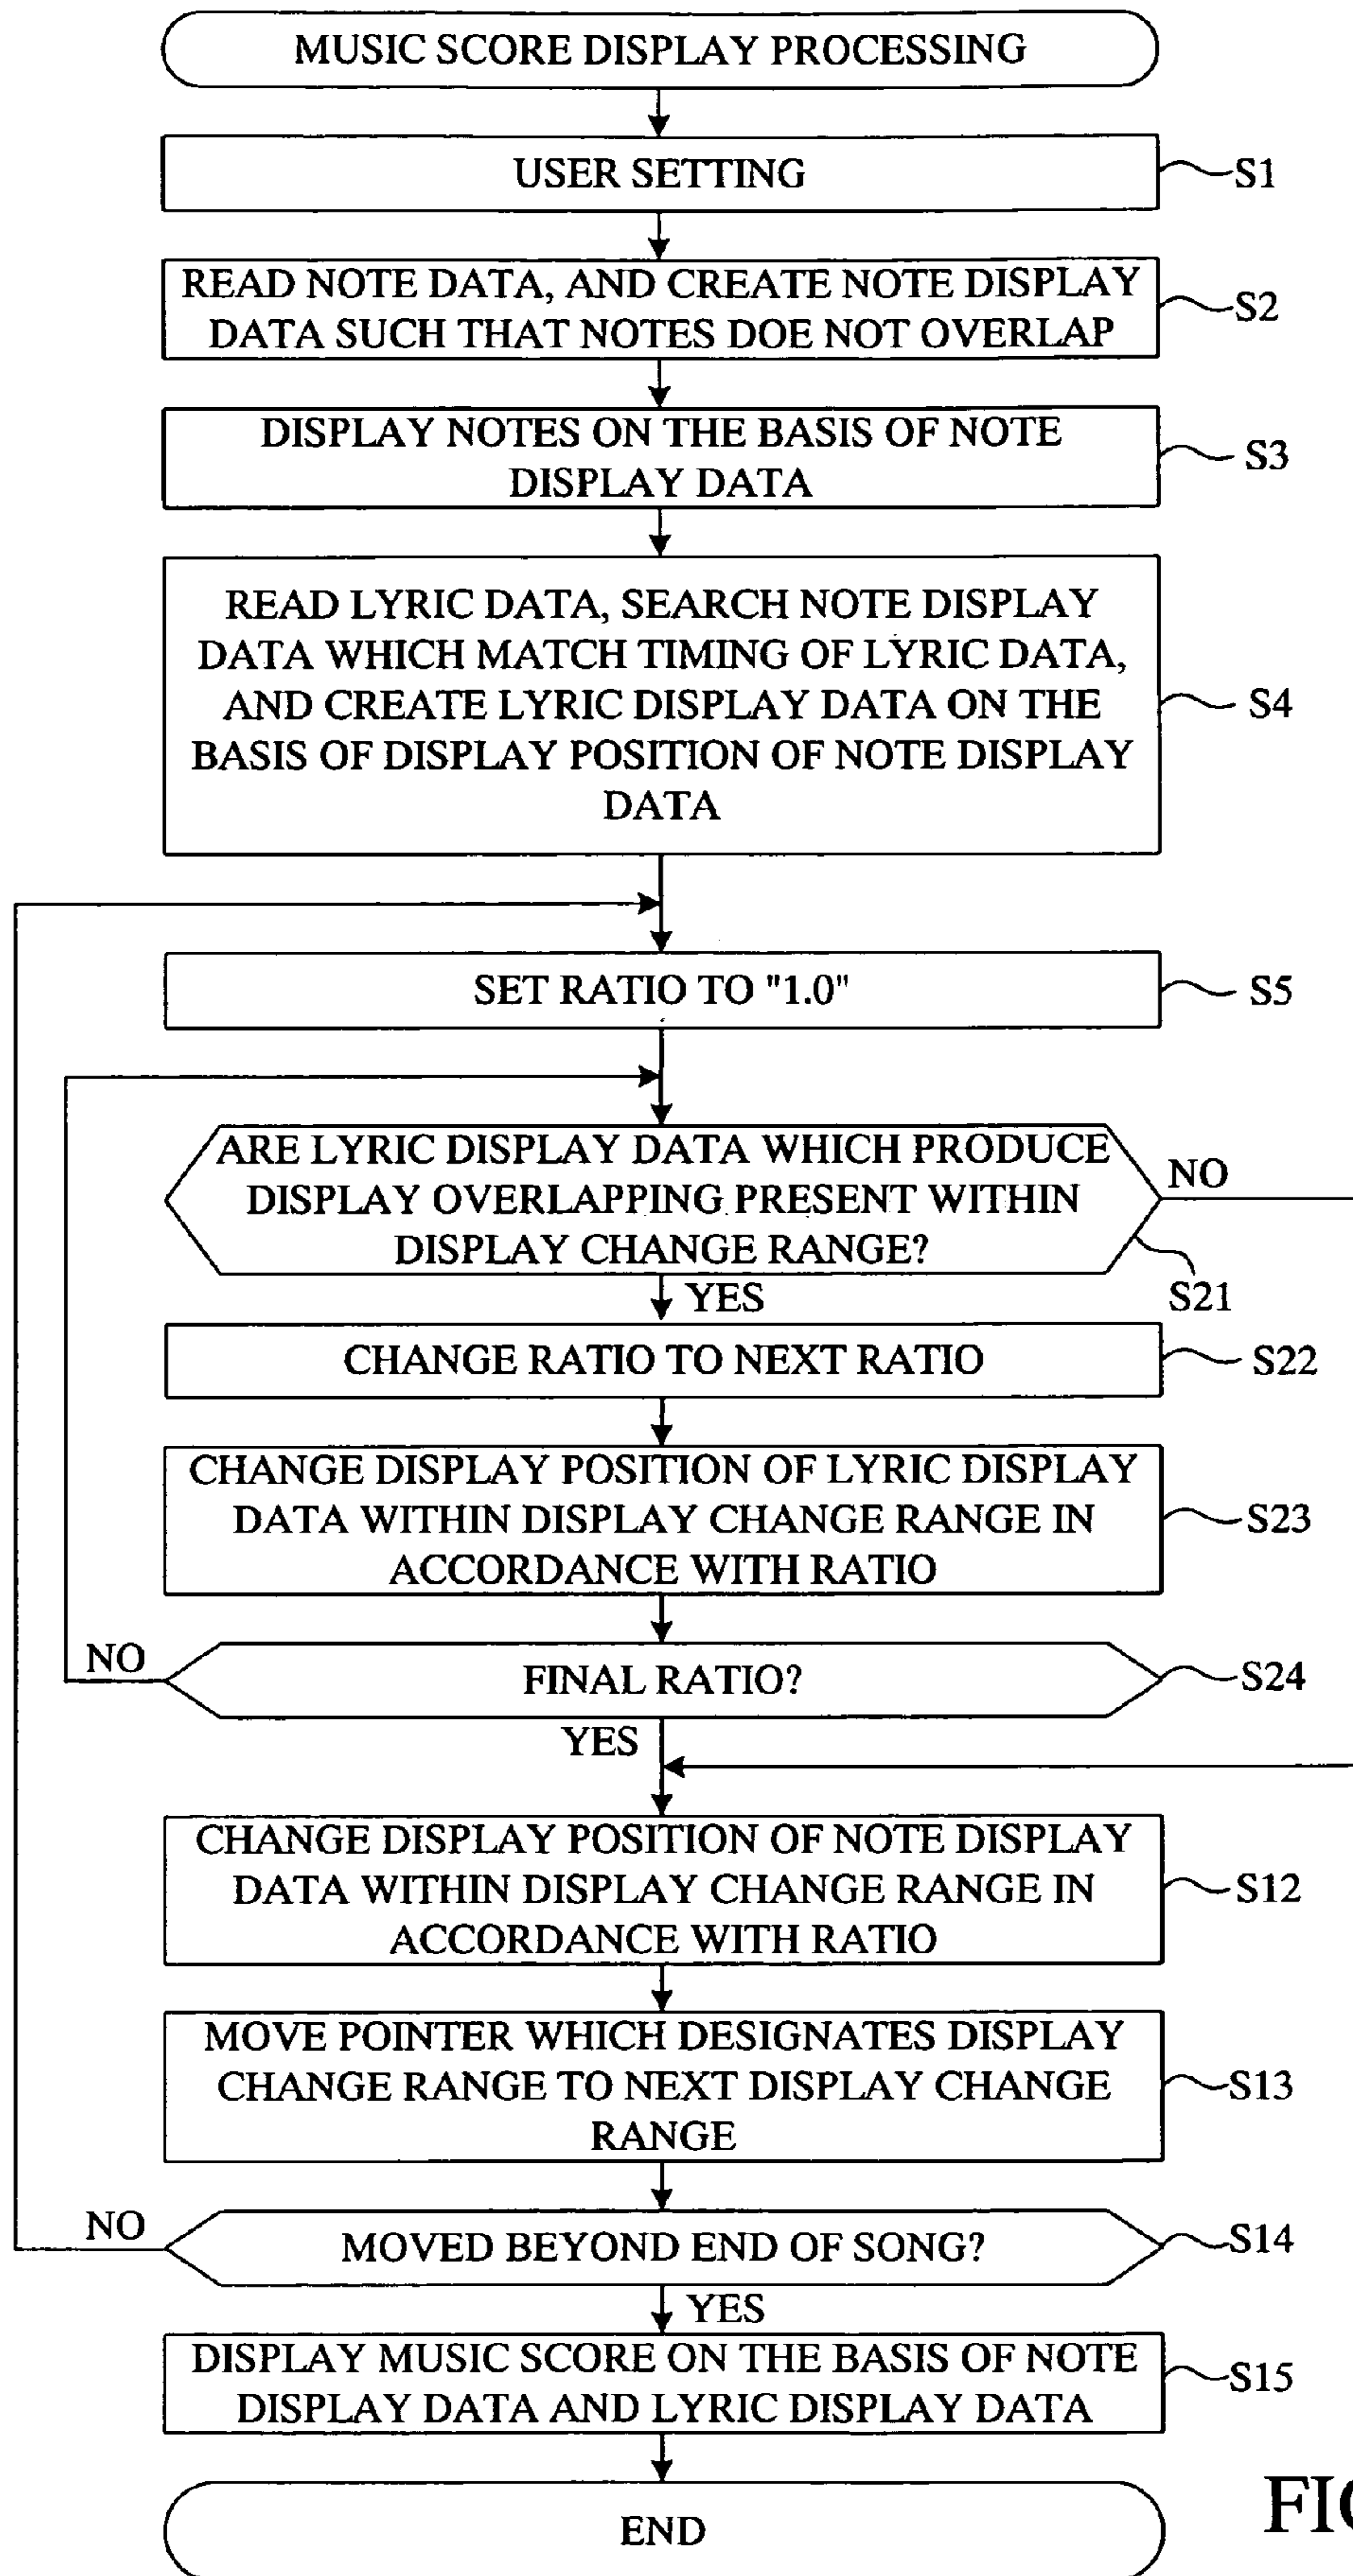 MUSIC SCORE DISPLAY PROCESSING
USER SETTING
S1
READ NOTE DATA, AND CREATE NOTE DISPLAY
DATA SUCH THAT NOTES DOE NOT OVERLAP
S2
DISPLAY NOTES ON THE BASIS OF NOTE
DISPLAY DATA
S3
READ LYRIC DATA, SEARCH NOTE DISPLAY
DATA WHICH MATCH TIMING OF LYRIC DATA,
AND CREATE LYRIC DISPLAY DATA ON THE
BASIS OF DISPLAY POSITION OF NOTE DISPLAY
DATA
S4
SET RATIO TO "1.0"
S5
ARE LYRIC DISPLAY DATA WHICH PRODUCE
DISPLAY OVERLAPPING PRESENT WITHIN
DISPLAY CHANGE RANGE?
NO
S21
YES
CHANGE RATIO TO NEXT RATIO
S22
CHANGE DISPLAY POSITION OF LYRIC DISPLAY
DATA WITHIN DISPLAY CHANGE RANGE IN
ACCORDANCE WITH RATIO
S23
NO
FINAL RATIO?
S24
YES
CHANGE DISPLAY POSITION OF NOTE DISPLAY
DATA WITHIN DISPLAY CHANGE RANGE IN
ACCORDANCE WITH RATIO
S12
MOVE POINTER WHICH DESIGNATES DISPLAY
CHANGE RANGE TO NEXT DISPLAY CHANGE
RANGE
S13
NO
MOVED BEYOND END OF SONG?
S14
YES
DISPLAY MUSIC SCORE ON THE BASIS OF NOTE
DISPLAY DATA AND LYRIC DISPLAY DATA
S15
END